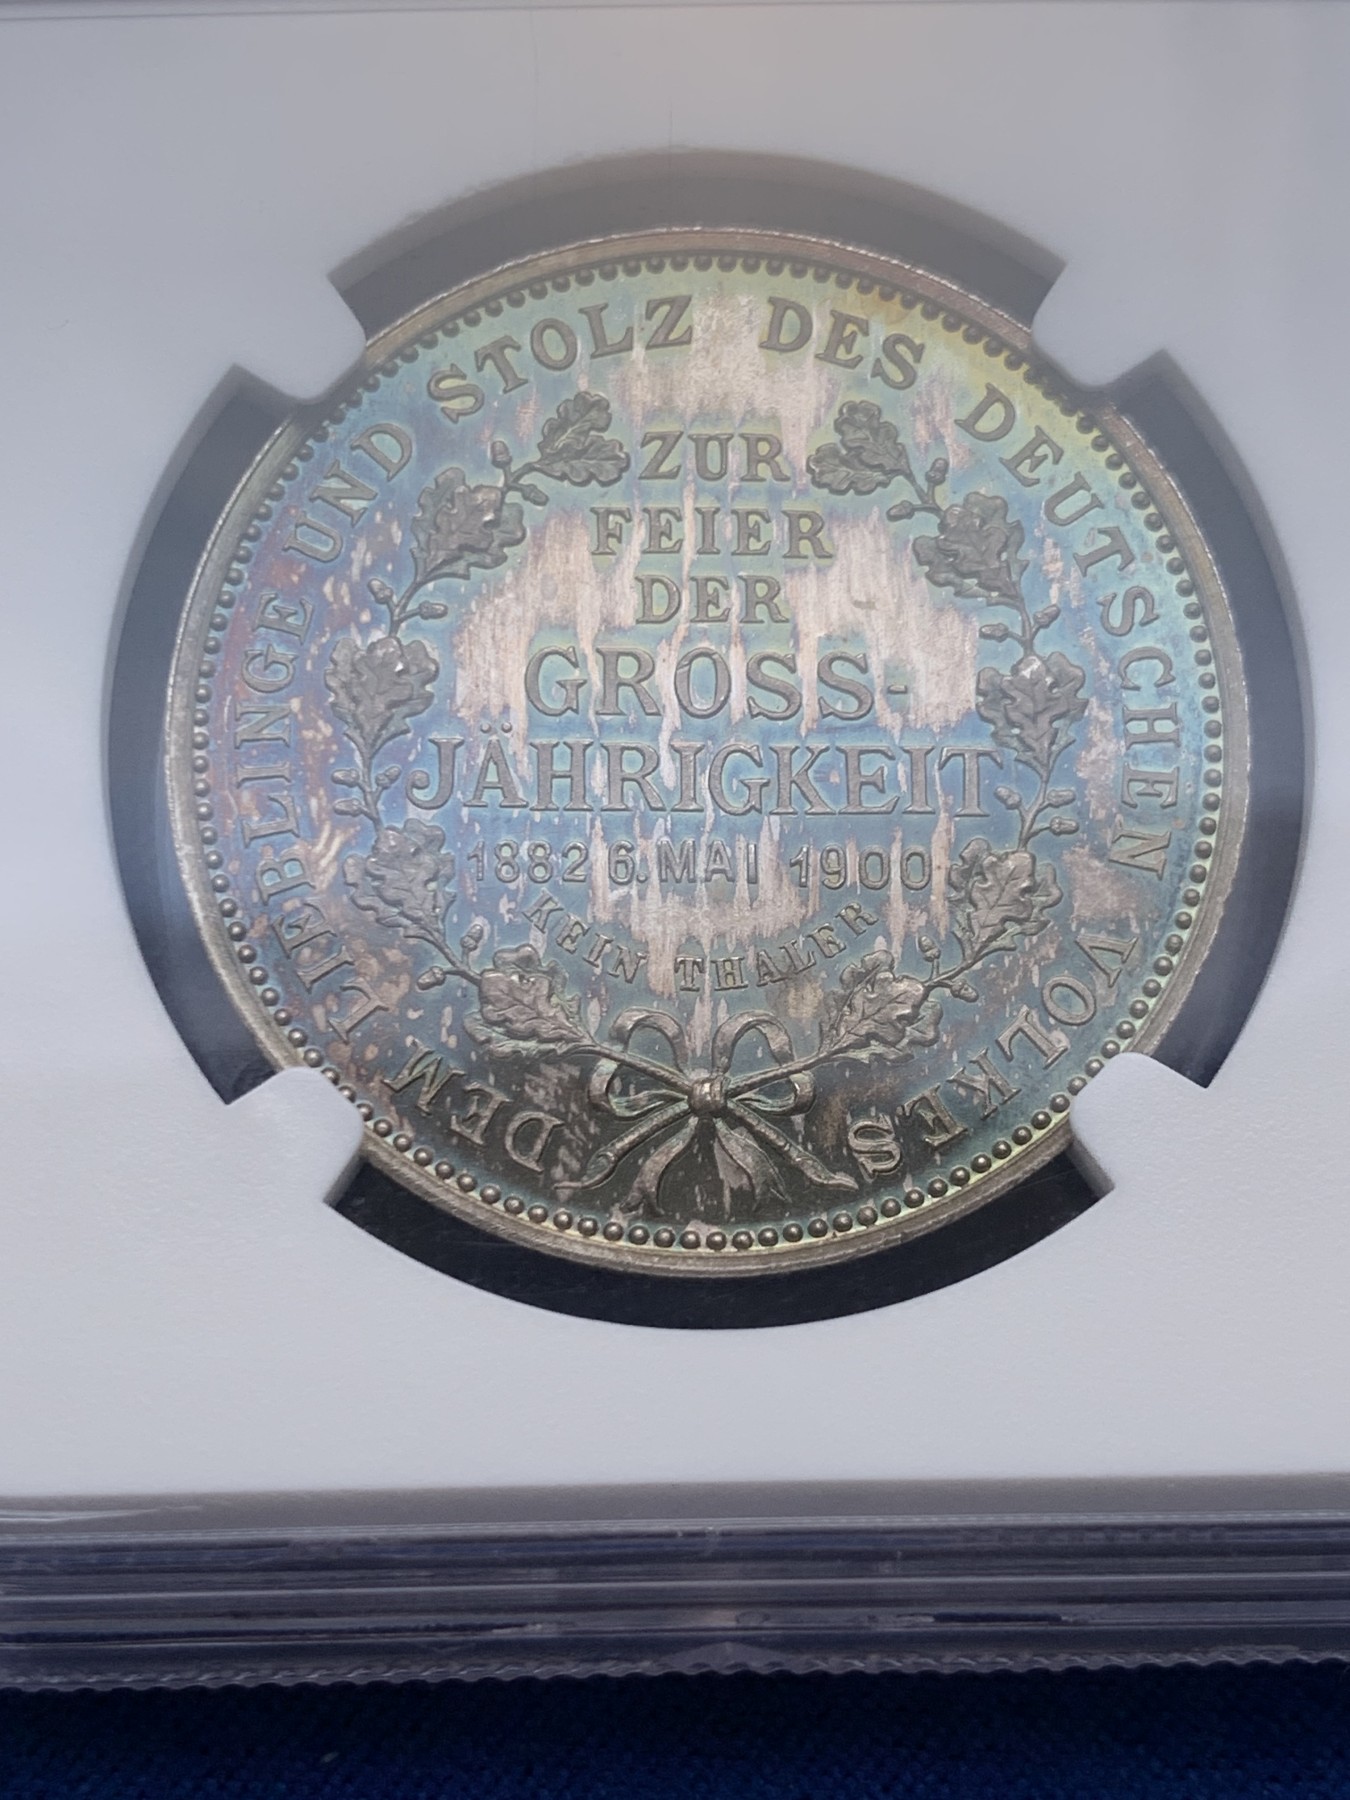 DEM LIEBLINGE UND STOLZ DES DEUTSCHEN VOLKES
ZUR
FEIER
DER
GROSS-
JÄHRIGKEIT
1882 6. MAI 1900
KEIN THALER